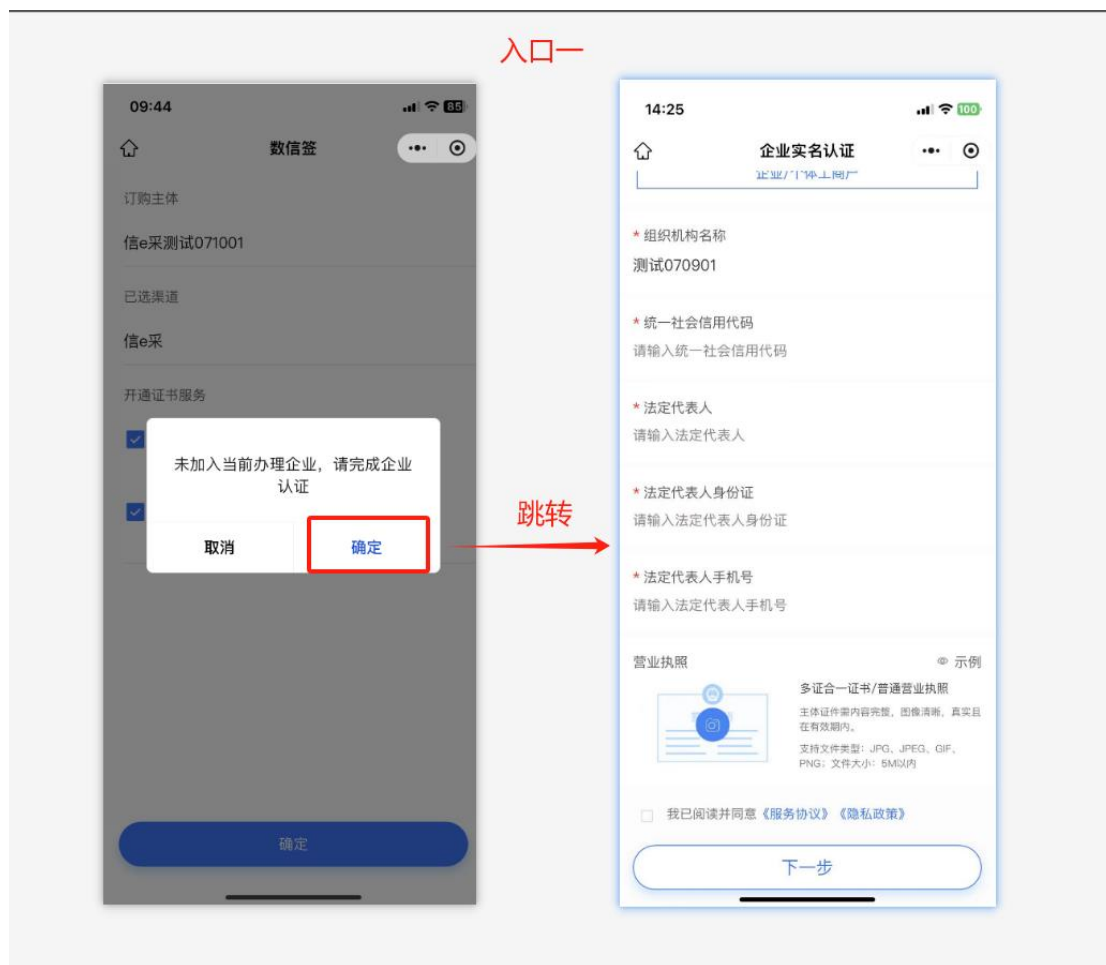 入口一
09:44
85
数信签
订购主体
信e采测试071001
已选渠道
信e采
开通证书服务
未加入当前办理企业，请完成企业
认证
取消
确定
确定
跳转
14:25
100
企业实名认证
企业/个体工商户
* 组织机构名称
测试070901
* 统一社会信用代码
请输入统一社会信用代码
* 法定代表人
请输入法定代表人
* 法定代表人身份证
请输入法定代表人身份证
* 法定代表人手机号
请输入法定代表人手机号
营业执照
示例
多证合一证书/普通营业执照
主体证件需内容完整，图像清晰，真实且
在有效期内。
支持文件类型：JPG、JPEG、GIF、
PNG；文件大小：5M以内
我已阅读并同意《服务协议》《隐私政策》
下一步